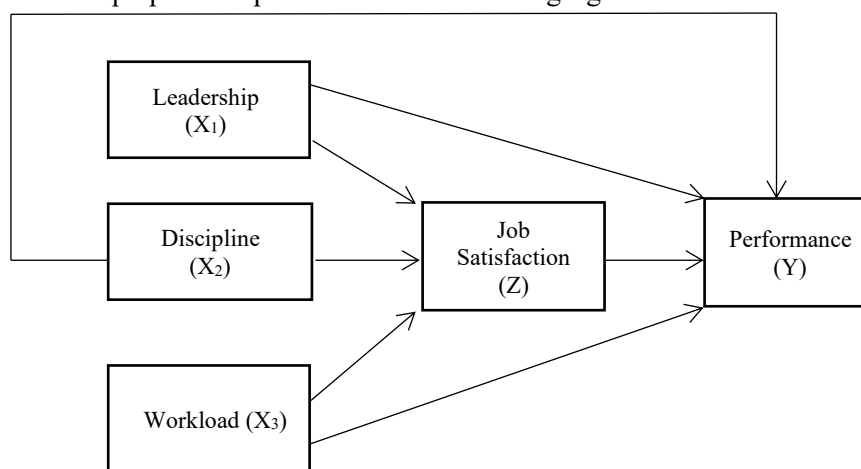 Leadership
(X₁)
Discipline
(X₂)
Workload (X₃)
Job
Satisfaction
(Z)
Performance
(Y)